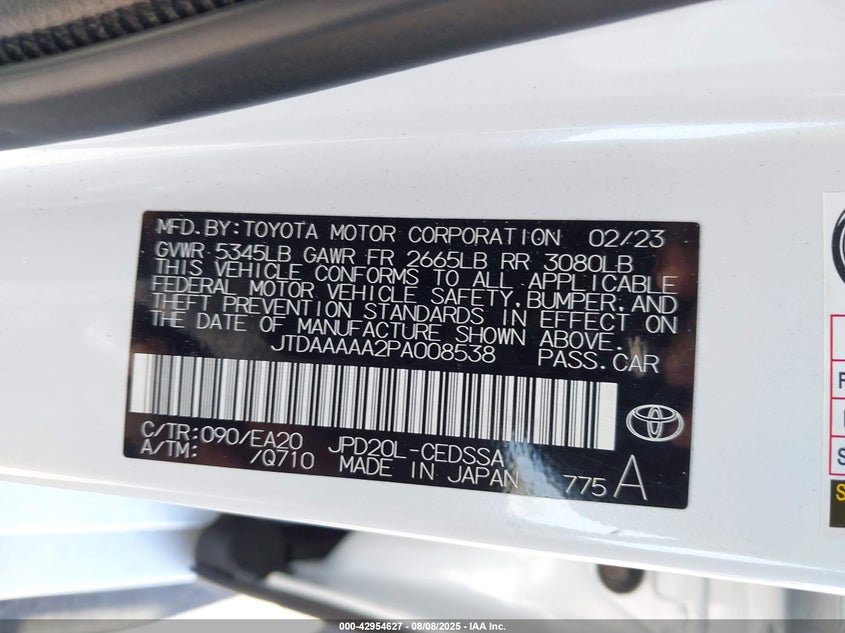 MFD.BY:TOYOTA MOTOR CORPORATION 02/23
GVWR 5345LB GAWR FR 2665LB RR 3080LB
THIS VEHICLE CONFORMS TO ALL APPLICABLE
FEDERAL MOTOR VEHICLE SAFETY,BUMPER,AND
THEFT PREVENTION STANDARDS IN EFFECT ON
THE DATE OF MANUFACTURE SHOWN ABOVE.
JTDAAAAA2PA008538 PASS.CAR
C/TR:090/EA20 JPD20L-CEDSSA
A/TM: /Q710 MADE IN JAPAN 775 A
000-42954627 - 08/08/2025 - IAA Inc.